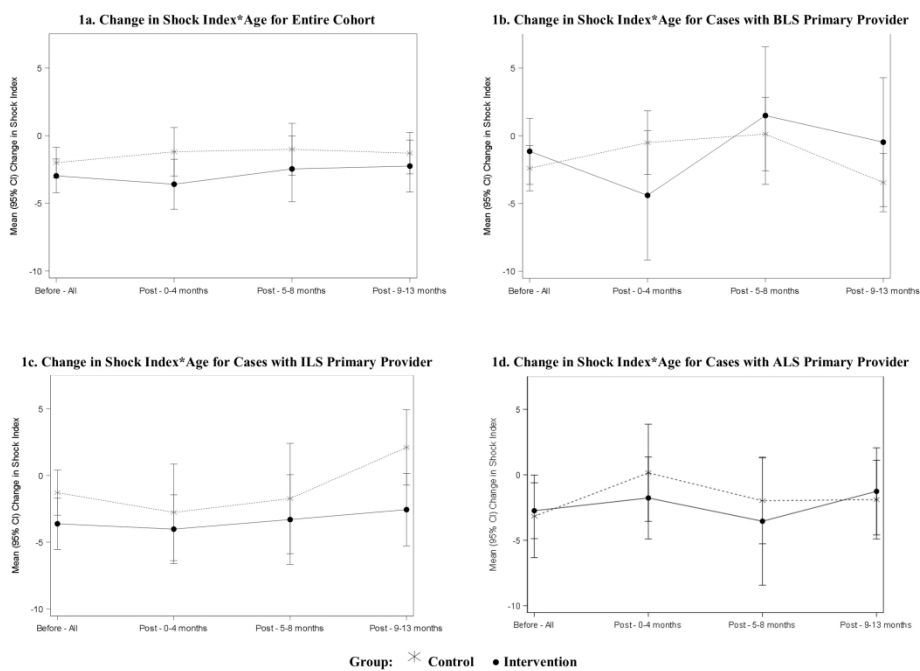 1a. Change in Shock Index*Age for Entire Cohort
Mean (95% CI) Change in Shock Index
5
0
-5
-10
Before - All Post - 0-4 months Post - 5-8 months Post - 9-13 months
1b. Change in Shock Index*Age for Cases with BLS Primary Provider
Mean (95% CI) Change in Shock Index
5
0
-5
-10
Before - All Post - 0-4 months Post - 5-8 months Post - 9-13 months
1c. Change in Shock Index*Age for Cases with ILS Primary Provider
Mean (95% CI) Change in Shock Index
5
0
-5
-10
Before - All Post - 0-4 months Post - 5-8 months Post - 9-13 months
1d. Change in Shock Index*Age for Cases with ALS Primary Provider
Mean (95% CI) Change in Shock Index
5
0
-5
-10
Before - All Post - 0-4 months Post - 5-8 months Post - 9-13 months
Group: Control Intervention